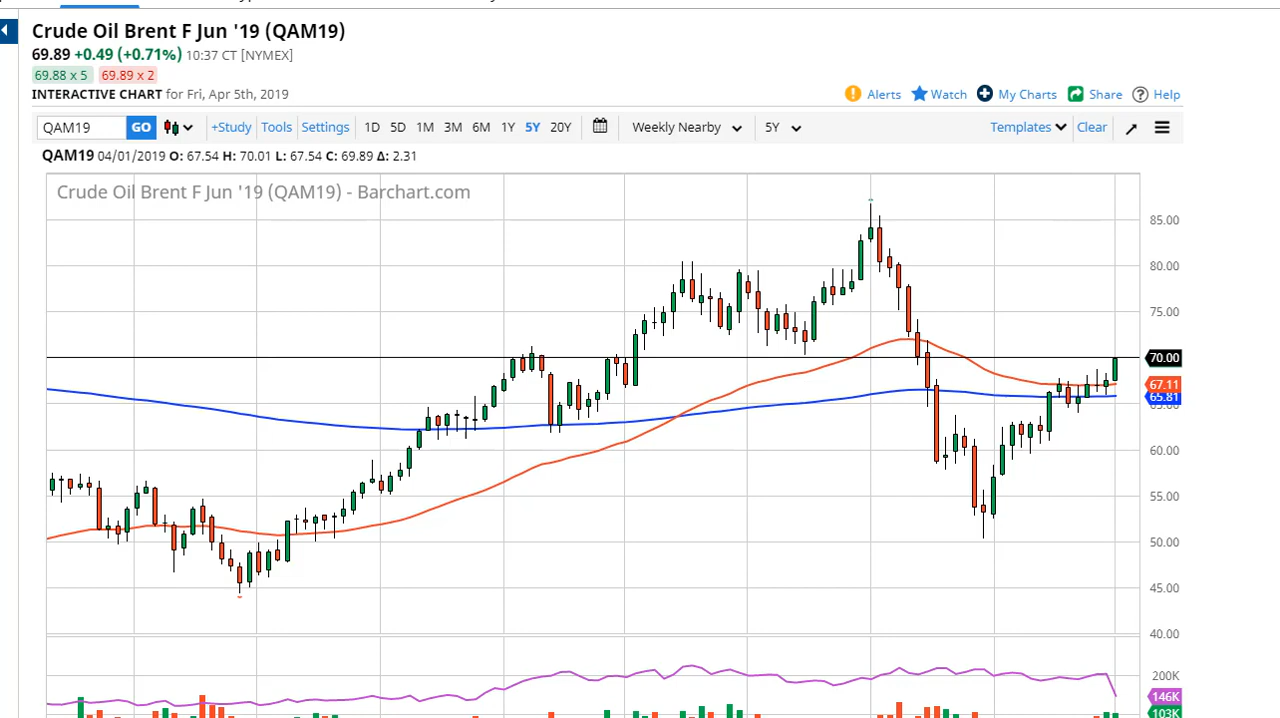 Crude Oil Brent F Jun '19 (QAM19)
69.89 +0.49 (+0.71%) 10:37 CT [NYMEX]
69.88 x 5 69.89 x 2
INTERACTIVE CHART for Fri, Apr 5th, 2019
Alerts Watch My Charts Share Help
QAM19 GO +Study Tools Settings 1D 5D 1M 3M 6M 1Y 5Y 20Y Weekly Nearby 5Y Templates Clear
QAM19 04/01/2019 O: 67.54 H: 70.01 L: 67.54 C: 69.89 Δ: 2.31
Crude Oil Brent F Jun '19 (QAM19) - Barchart.com
85.00
80.00
75.00
70.00
67.11
65.81
60.00
55.00
50.00
45.00
40.00
200K
146K
103K